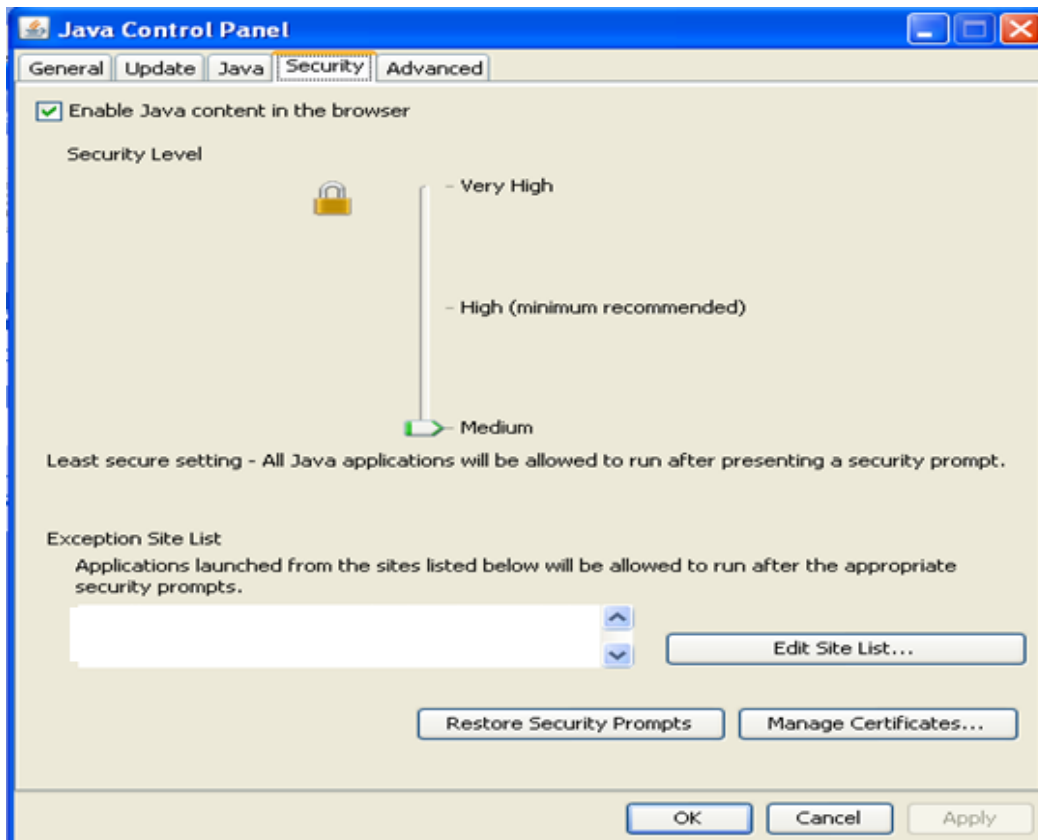 Java Control Panel
General Update Java Security Advanced
Enable Java content in the browser
Security Level
- Very High
- High (minimum recommended)
- Medium
Least secure setting - All Java applications will be allowed to run after presenting a security prompt.
Exception Site List
Applications launched from the sites listed below will be allowed to run after the appropriate
security prompts.
Edit Site List...
Restore Security Prompts Manage Certificates...
OK Cancel Apply